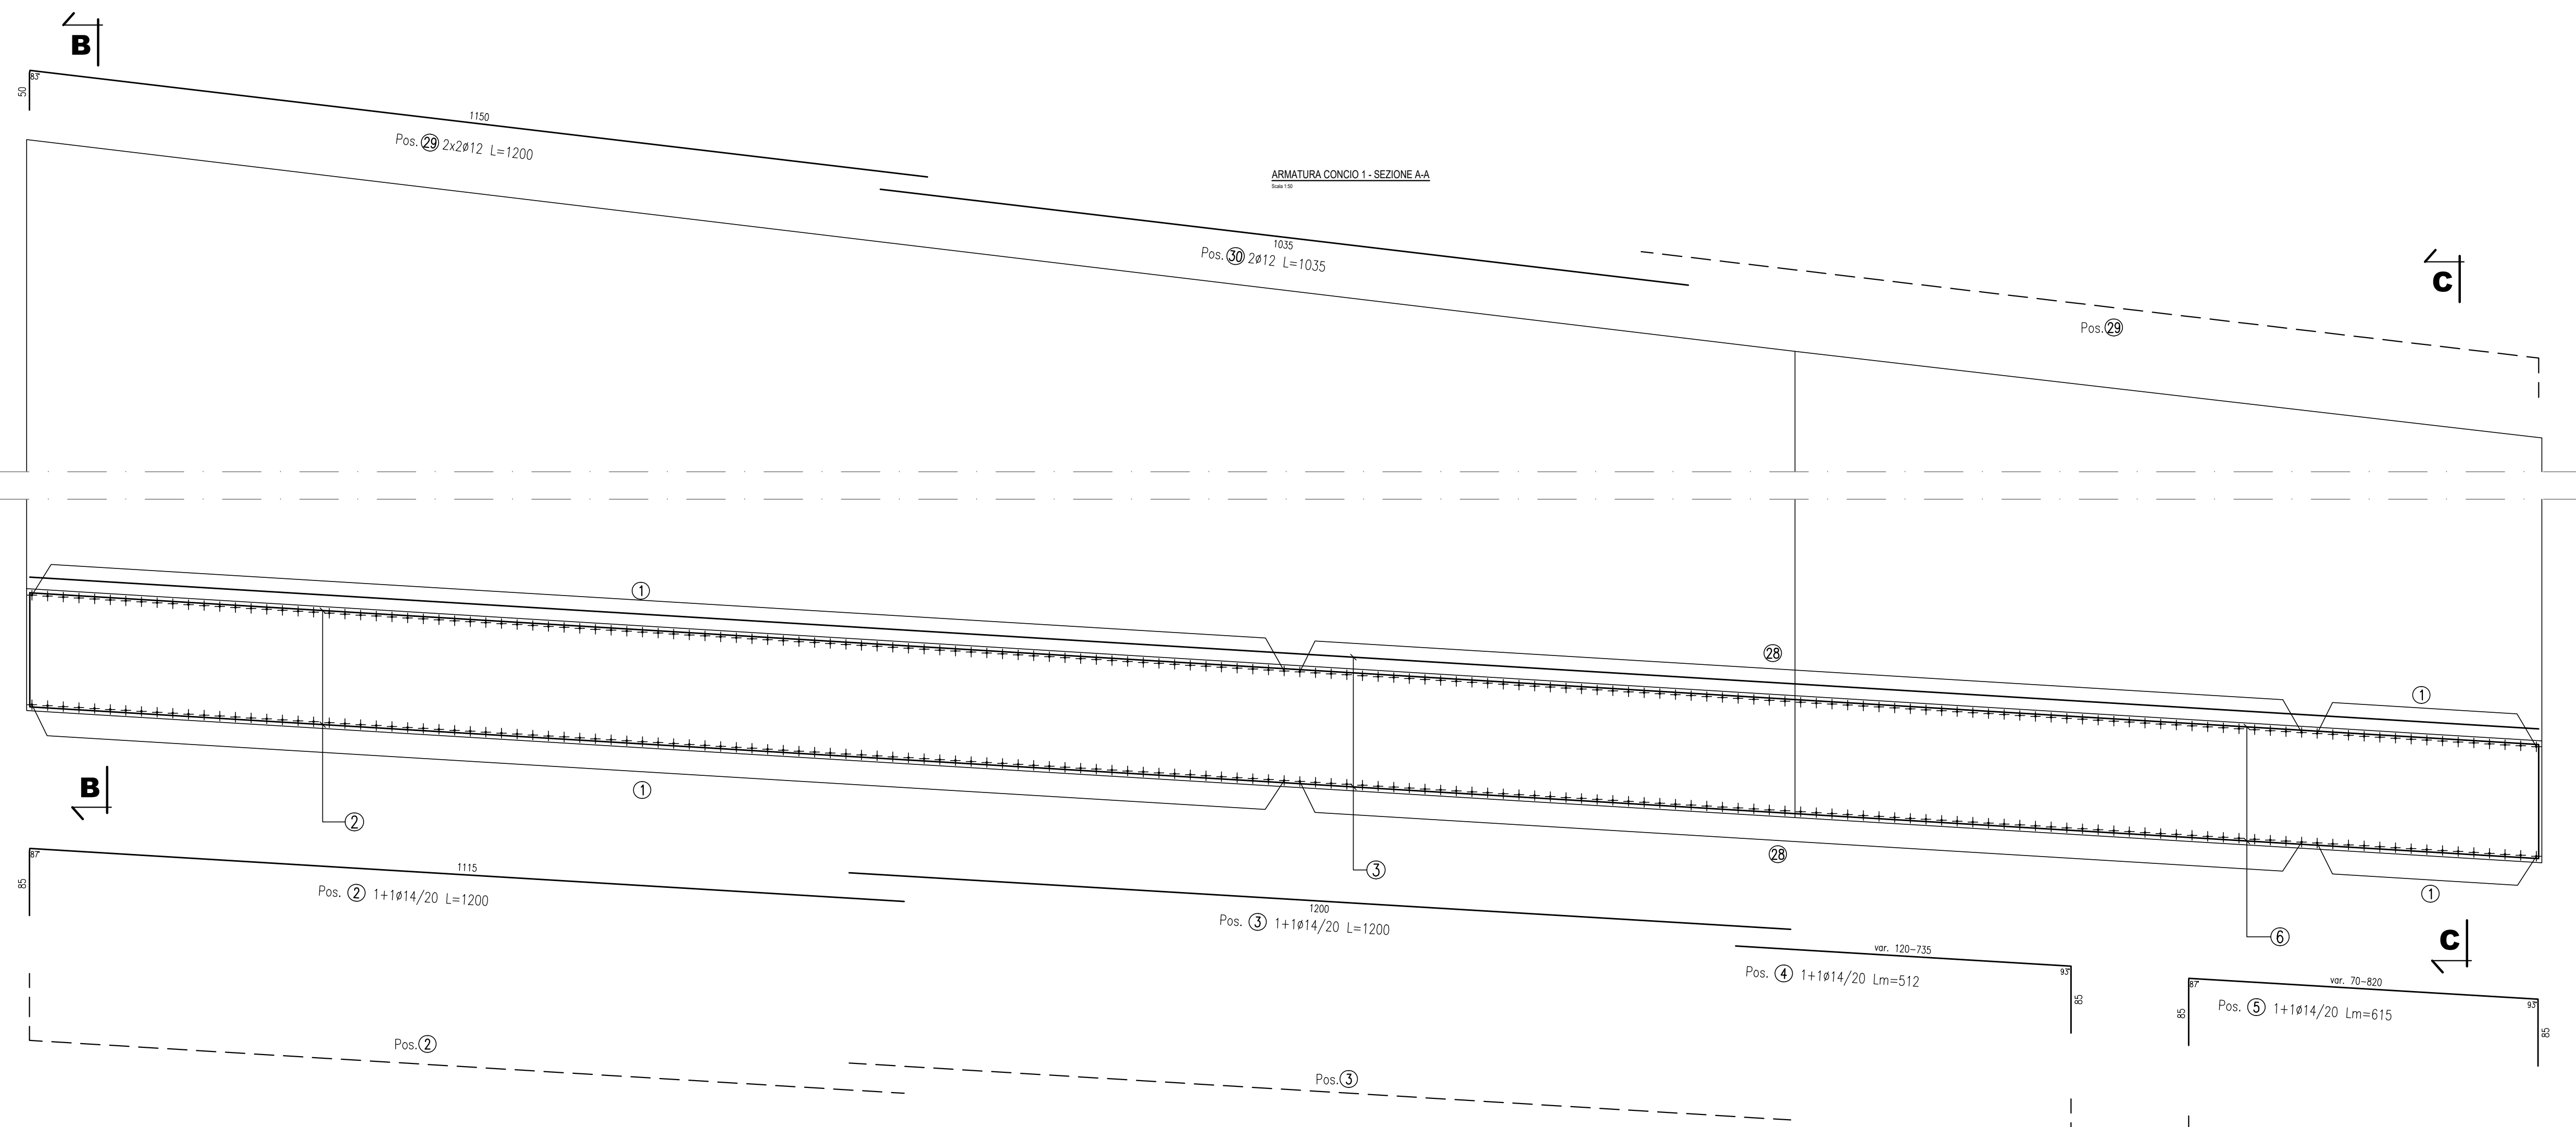 B
83°
50
1150
Pos. 29 2x2ø12 L=1200
ARMATURA CONCIO 1 - SEZIONE A-A
Scala 1:50
1035
Pos. 30 2ø12 L=1035
C
Pos. 29
1
28
1
B
1
2
3
28
1
6
C
87°
85
1115
Pos. 2 1+1ø14/20 L=1200
1200
Pos. 3 1+1ø14/20 L=1200
var. 120-735
93°
85
Pos. 4 1+1ø14/20 Lm=512
87°
85
var. 70-820
93°
85
Pos. 5 1+1ø14/20 Lm=615
Pos. 2
Pos. 3